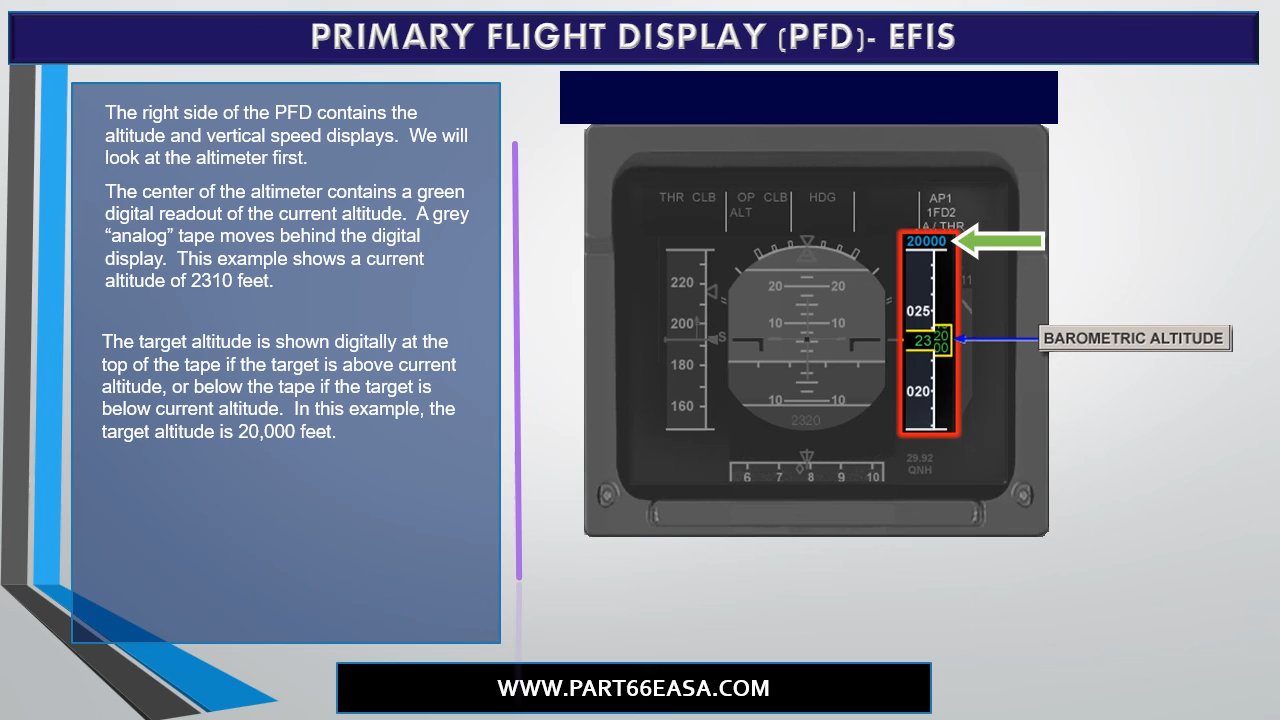 PRIMARY FLIGHT DISPLAY (PFD)- EFIS
The right side of the PFD contains the
altitude and vertical speed displays.  We will
look at the altimeter first.
The center of the altimeter contains a green
digital readout of the current altitude.  A grey
“analog” tape moves behind the digital
display.  This example shows a current
altitude of 2310 feet.
The target altitude is shown digitally at the
top of the tape if the target is above current
altitude, or below the tape if the target is
below current altitude.  In this example, the
target altitude is 20,000 feet.
THR CLB
OP CLB
HDG
ALT
AP1
1FD2
A/THR
20000
220
200
180
160
S
20 20
10 10
10 10
2320
025
23
20
00
020
11
BAROMETRIC ALTITUDE
29.92
QNH
6 7 8 9 10
WWW.PART66EASA.COM